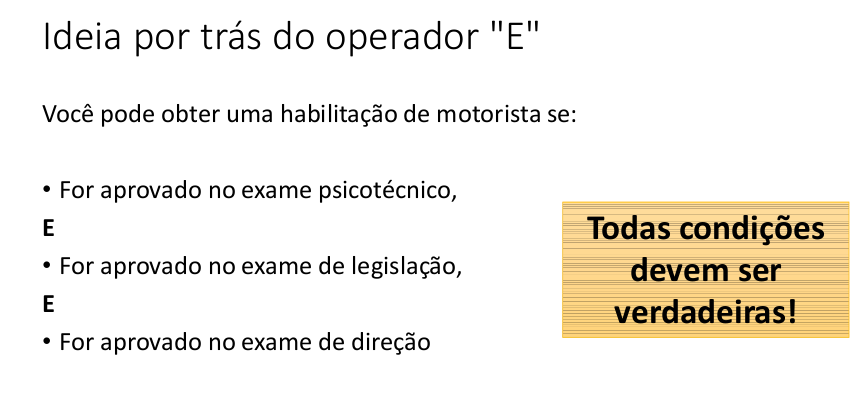 Ideia por trás do operador "E"
Você pode obter uma habilitação de motorista se:
• For aprovado no exame psicotécnico,
E
• For aprovado no exame de legislação,
E
• For aprovado no exame de direção
Todas condições
devem ser
verdadeiras!